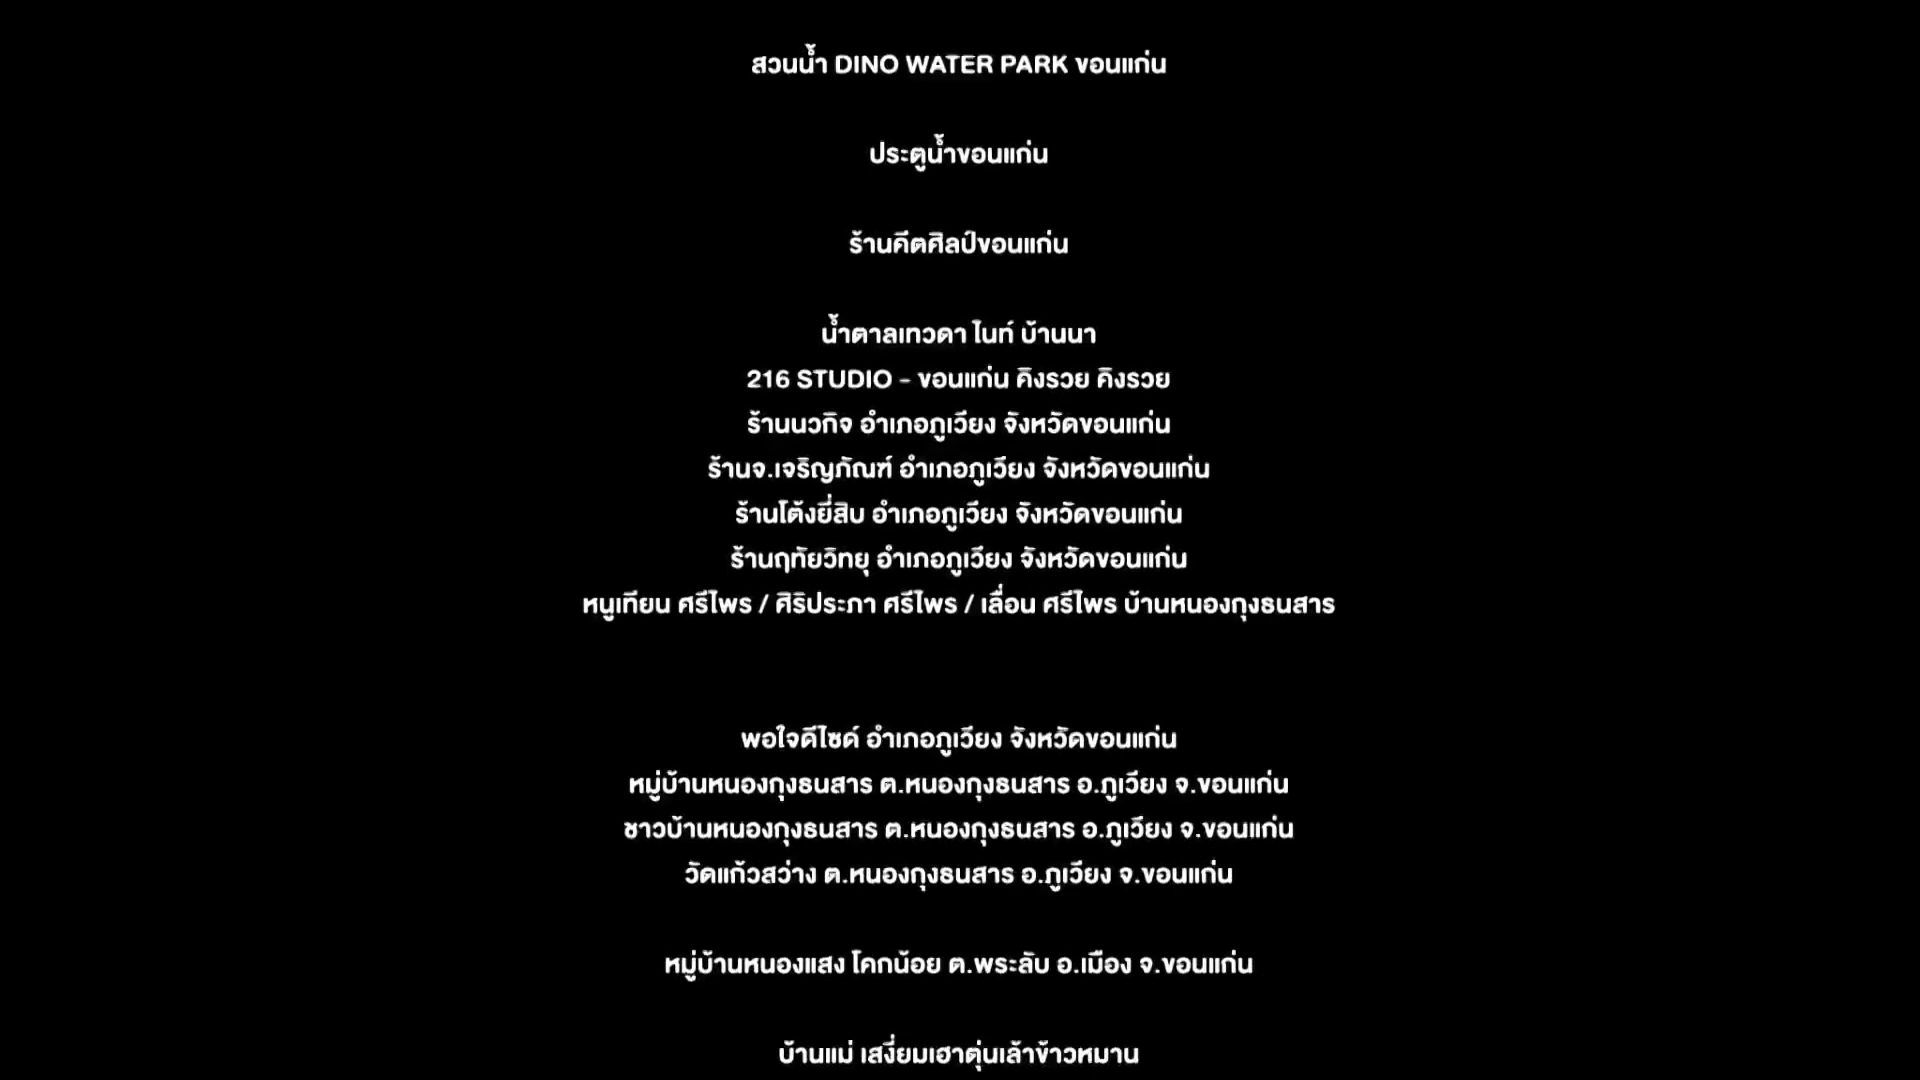 สวนน้ำ DINO WATER PARK ขอนแก่น
ประตูน้ำขอนแก่น
ร้านคีตศิลป์ขอนแก่น
น้ำตาลเทวดา ไนท์ บ้านนา
216 STUDIO - ขอนแก่น คิงรวย คิงรวย
ร้านนวกิจ อำเภอภูเวียง จังหวัดขอนแก่น
ร้านจ.เจริญภัณฑ์ อำเภอภูเวียง จังหวัดขอนแก่น
ร้านโต้งยี่สิบ อำเภอภูเวียง จังหวัดขอนแก่น
ร้านฤทัยวิทยุ อำเภอภูเวียง จังหวัดขอนแก่น
หนูเทียน ศรีไพร / ศิริประภา ศรีไพร / เลื่อน ศรีไพร บ้านหนองกุงธนสาร
พอใจดีไซด์ อำเภอภูเวียง จังหวัดขอนแก่น
หมู่บ้านหนองกุงธนสาร ต.หนองกุงธนสาร อ.ภูเวียง จ.ขอนแก่น
ชาวบ้านหนองกุงธนสาร ต.หนองกุงธนสาร อ.ภูเวียง จ.ขอนแก่น
วัดแก้วสว่าง ต.หนองกุงธนสาร อ.ภูเวียง จ.ขอนแก่น
หมู่บ้านหนองแสง โคกน้อย ต.พระลับ อ.เมือง จ.ขอนแก่น
บ้านแม่ เสงี่ยมเฮาตุ่นเล้าข้าวหมาน